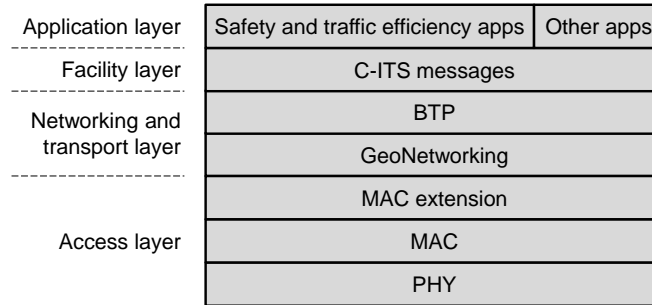 Application layer
Safety and traffic efficiency apps
Other apps
Facility layer
C-ITS messages
Networking and
transport layer
BTP
GeoNetworking
Access layer
MAC extension
MAC
PHY